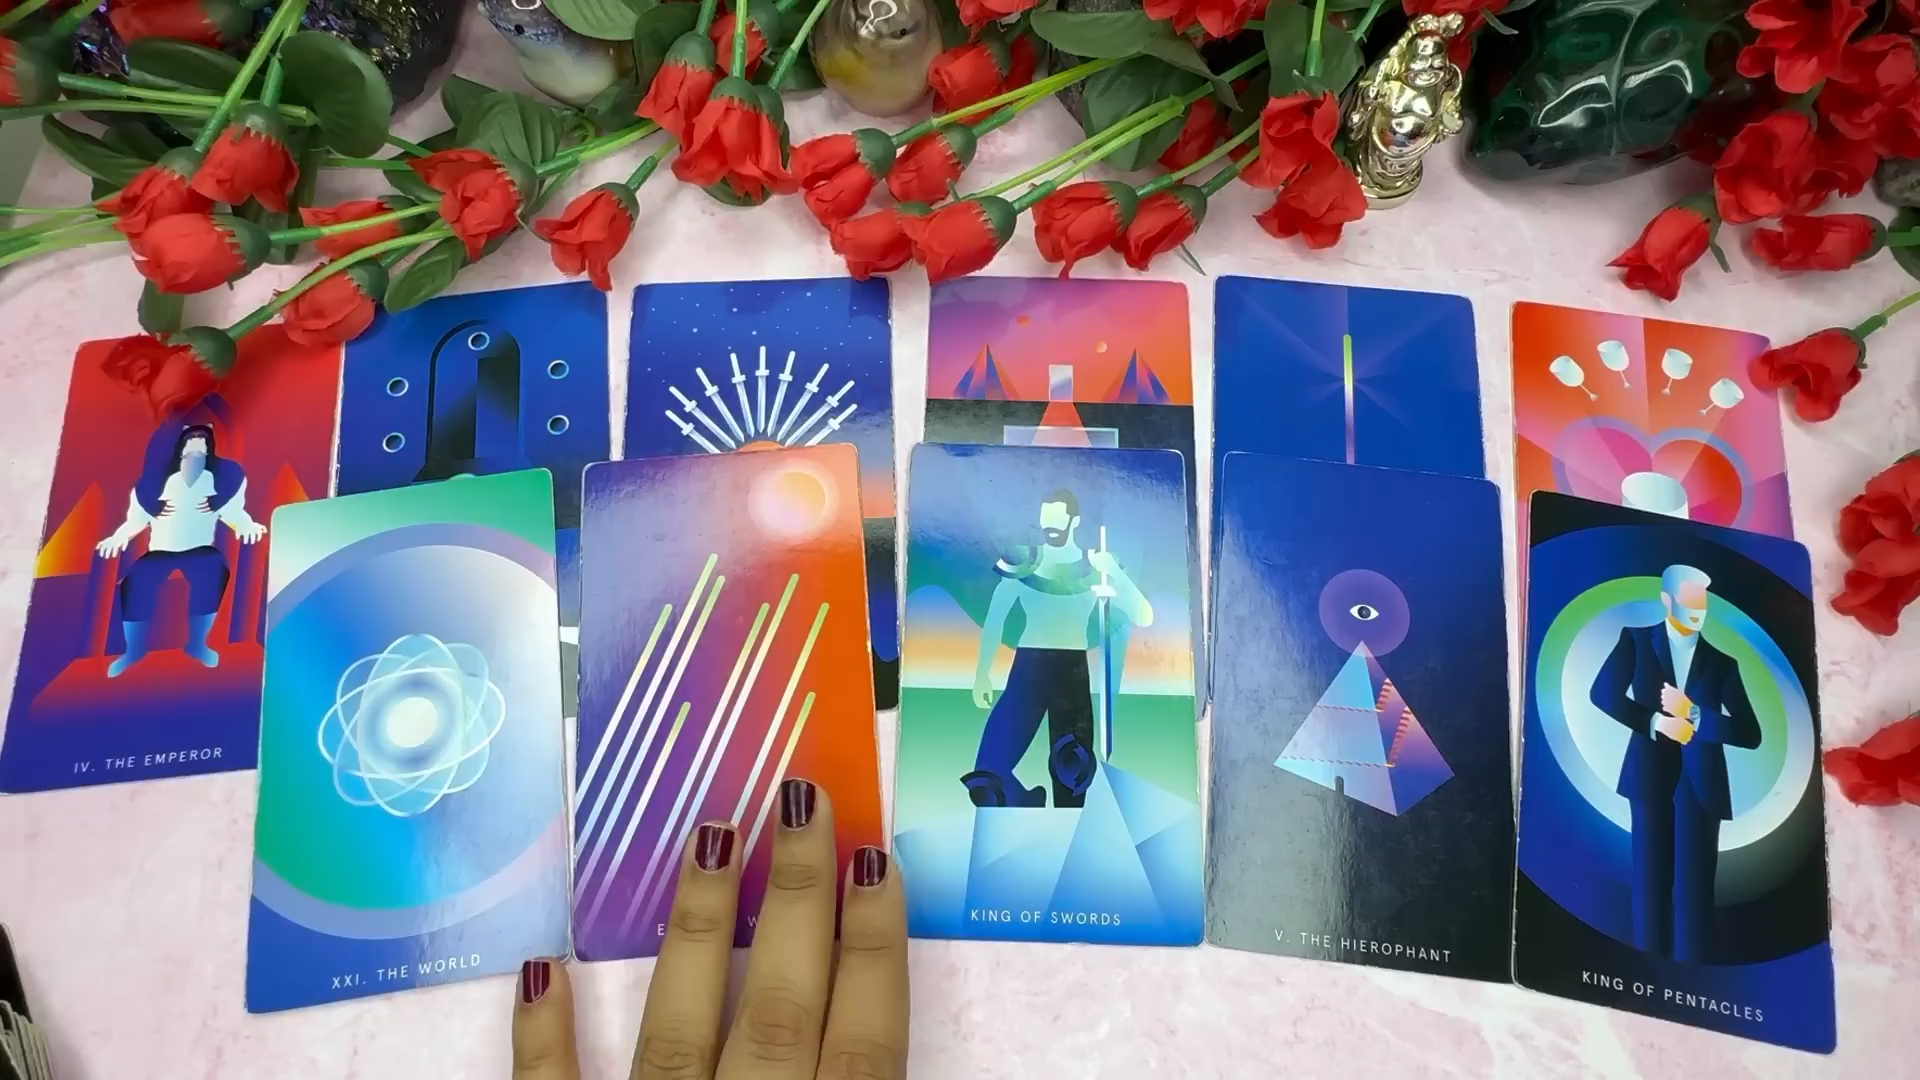 IV. THE EMPEROR
XXI. THE WORLD
KING OF SWORDS
V. THE HIEROPHANT
KING OF PENTACLES